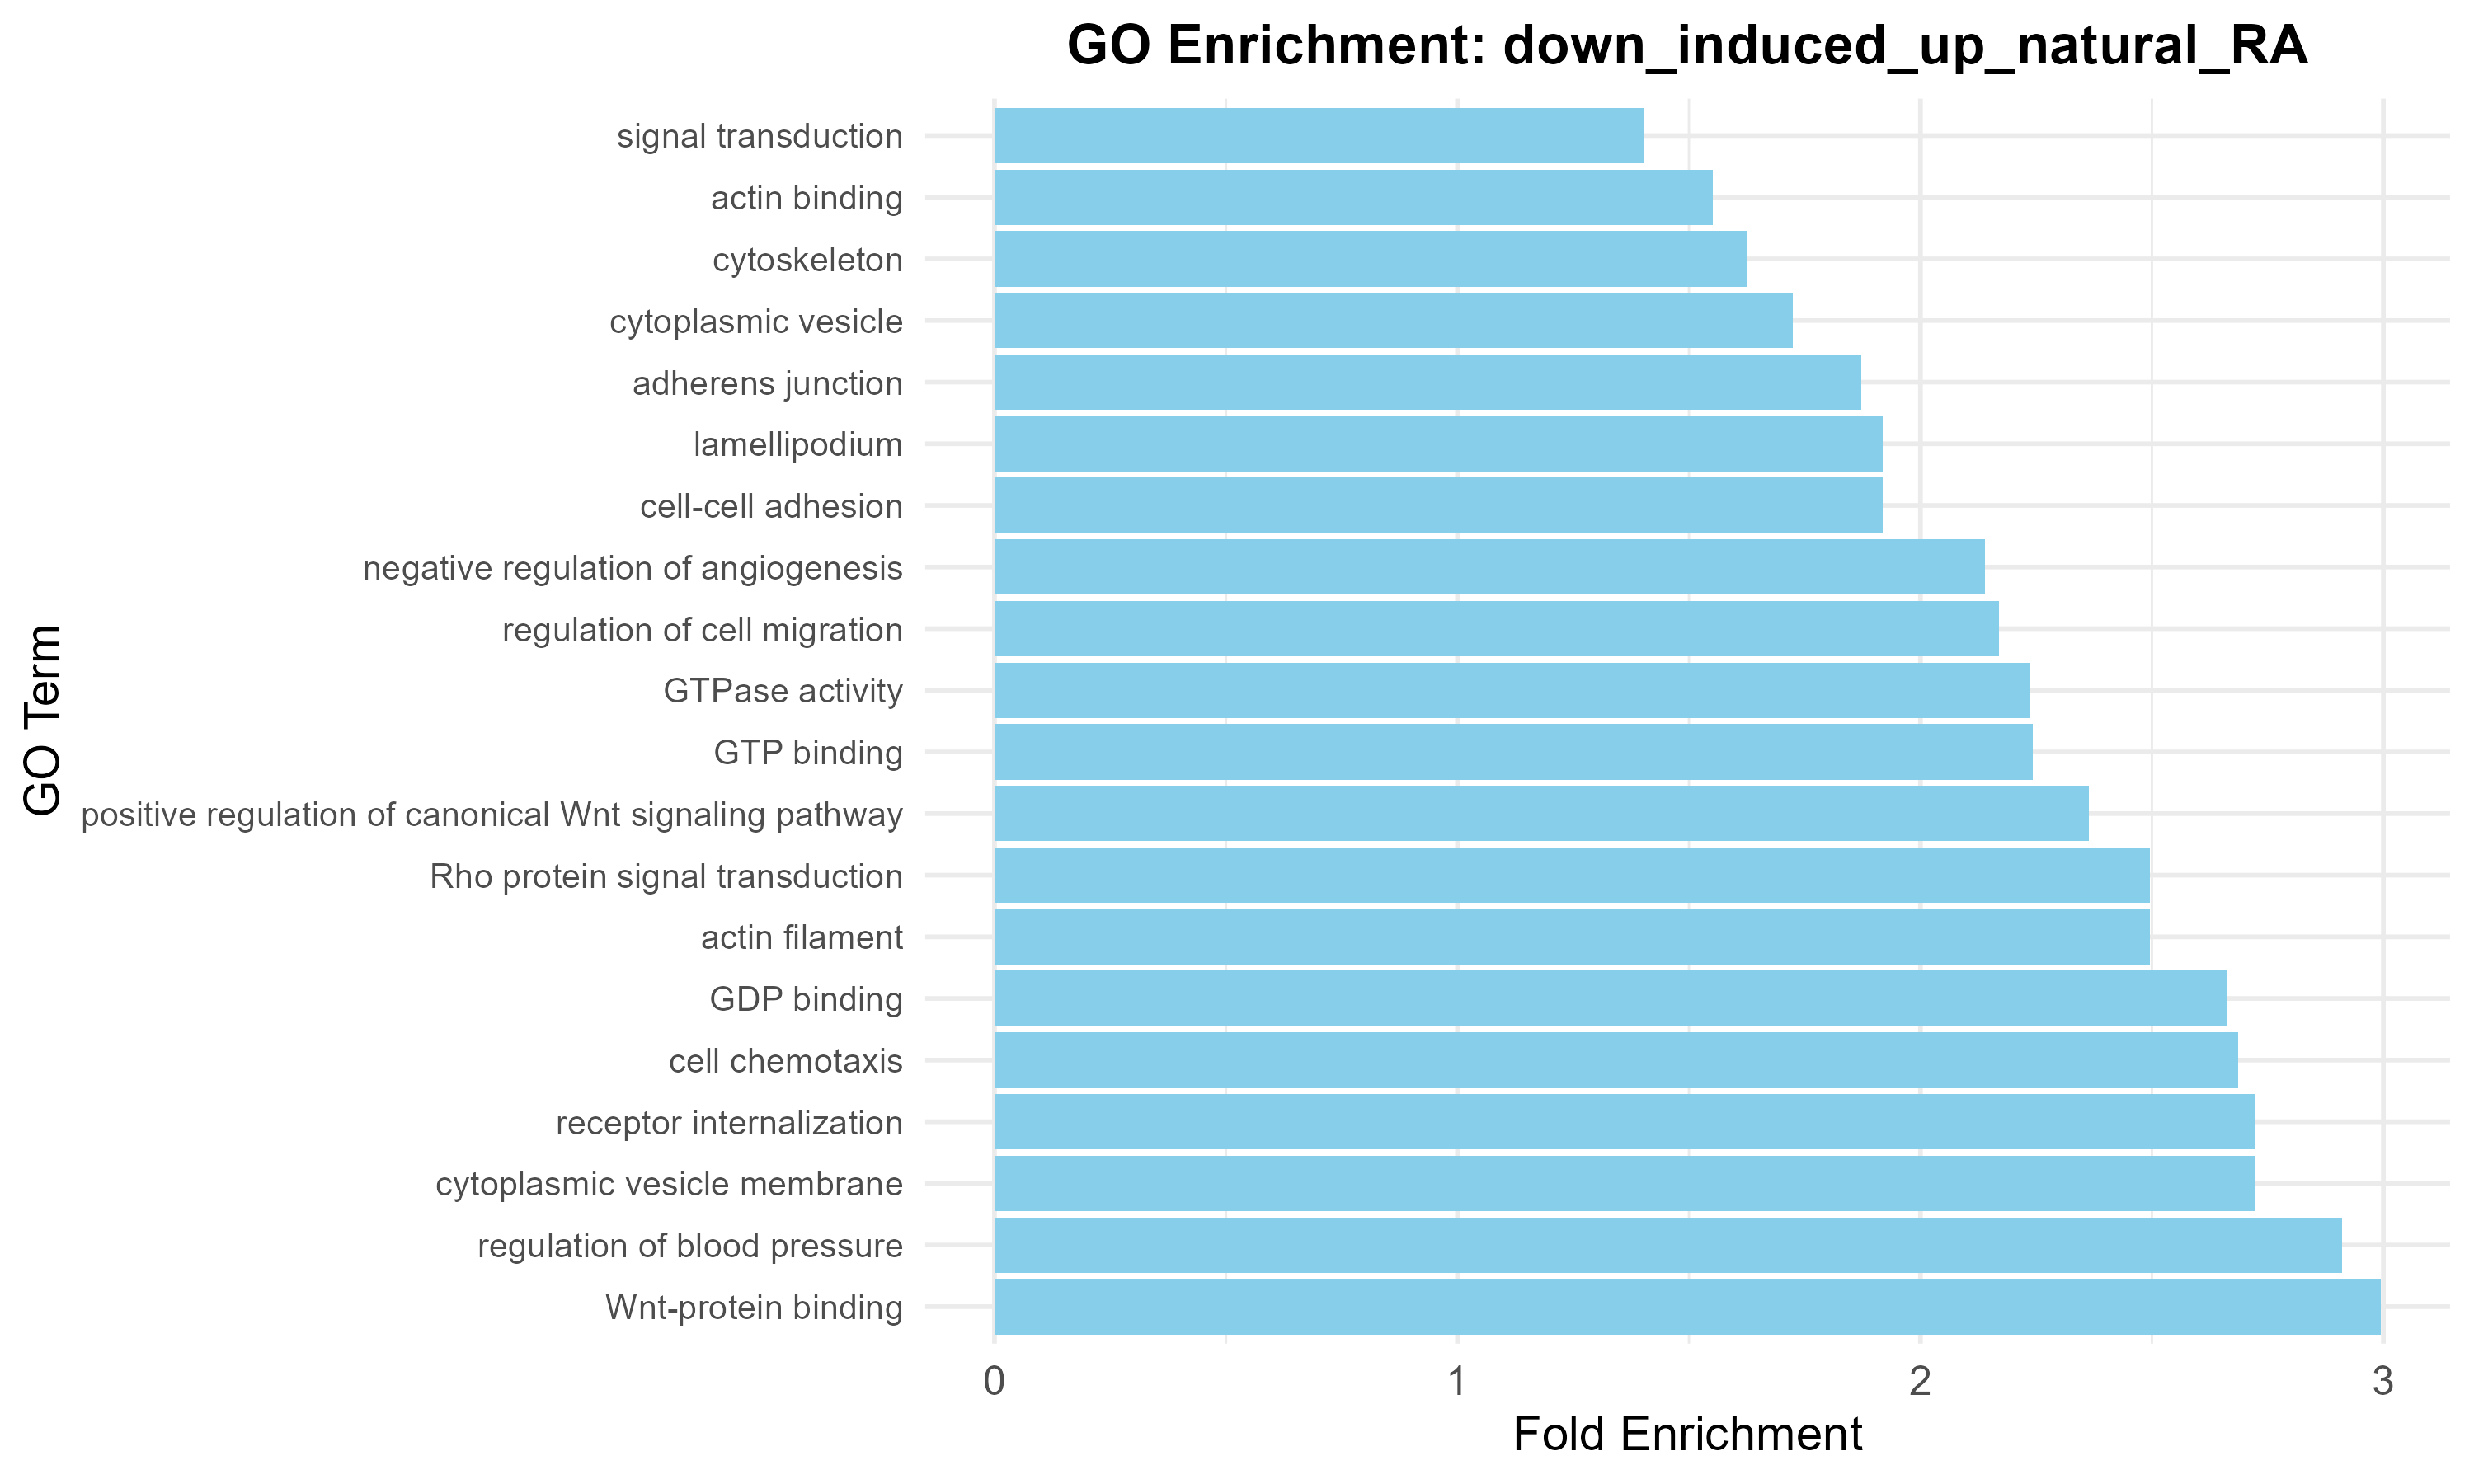 GO Enrichment: down_induced_up_natural_RA
GO Term
signal transduction
actin binding
cytoskeleton
cytoplasmic vesicle
adherens junction
lamellipodium
cell-cell adhesion
negative regulation of angiogenesis
regulation of cell migration
GTPase activity
GTP binding
positive regulation of canonical Wnt signaling pathway
Rho protein signal transduction
actin filament
GDP binding
cell chemotaxis
receptor internalization
cytoplasmic vesicle membrane
regulation of blood pressure
Wnt-protein binding
0 1 2 3
Fold Enrichment